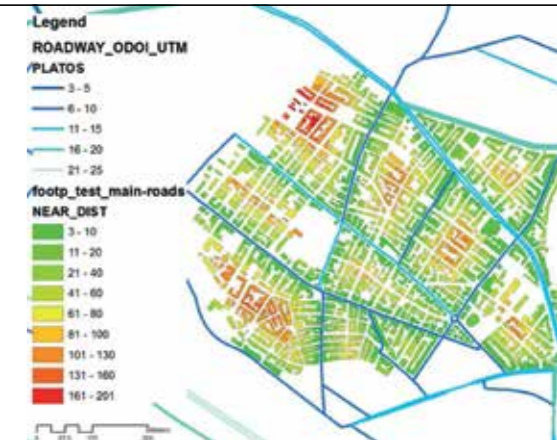 Legend
ROADWAY_ODOI_UTM
PLATOS
3 - 5
6 - 10
11 - 15
16 - 20
21 - 25
footp_test_main-roads
NEAR_DIST
3 - 10
11 - 20
21 - 40
41 - 60
61 - 80
81 - 100
101 - 130
131 - 160
161 - 201